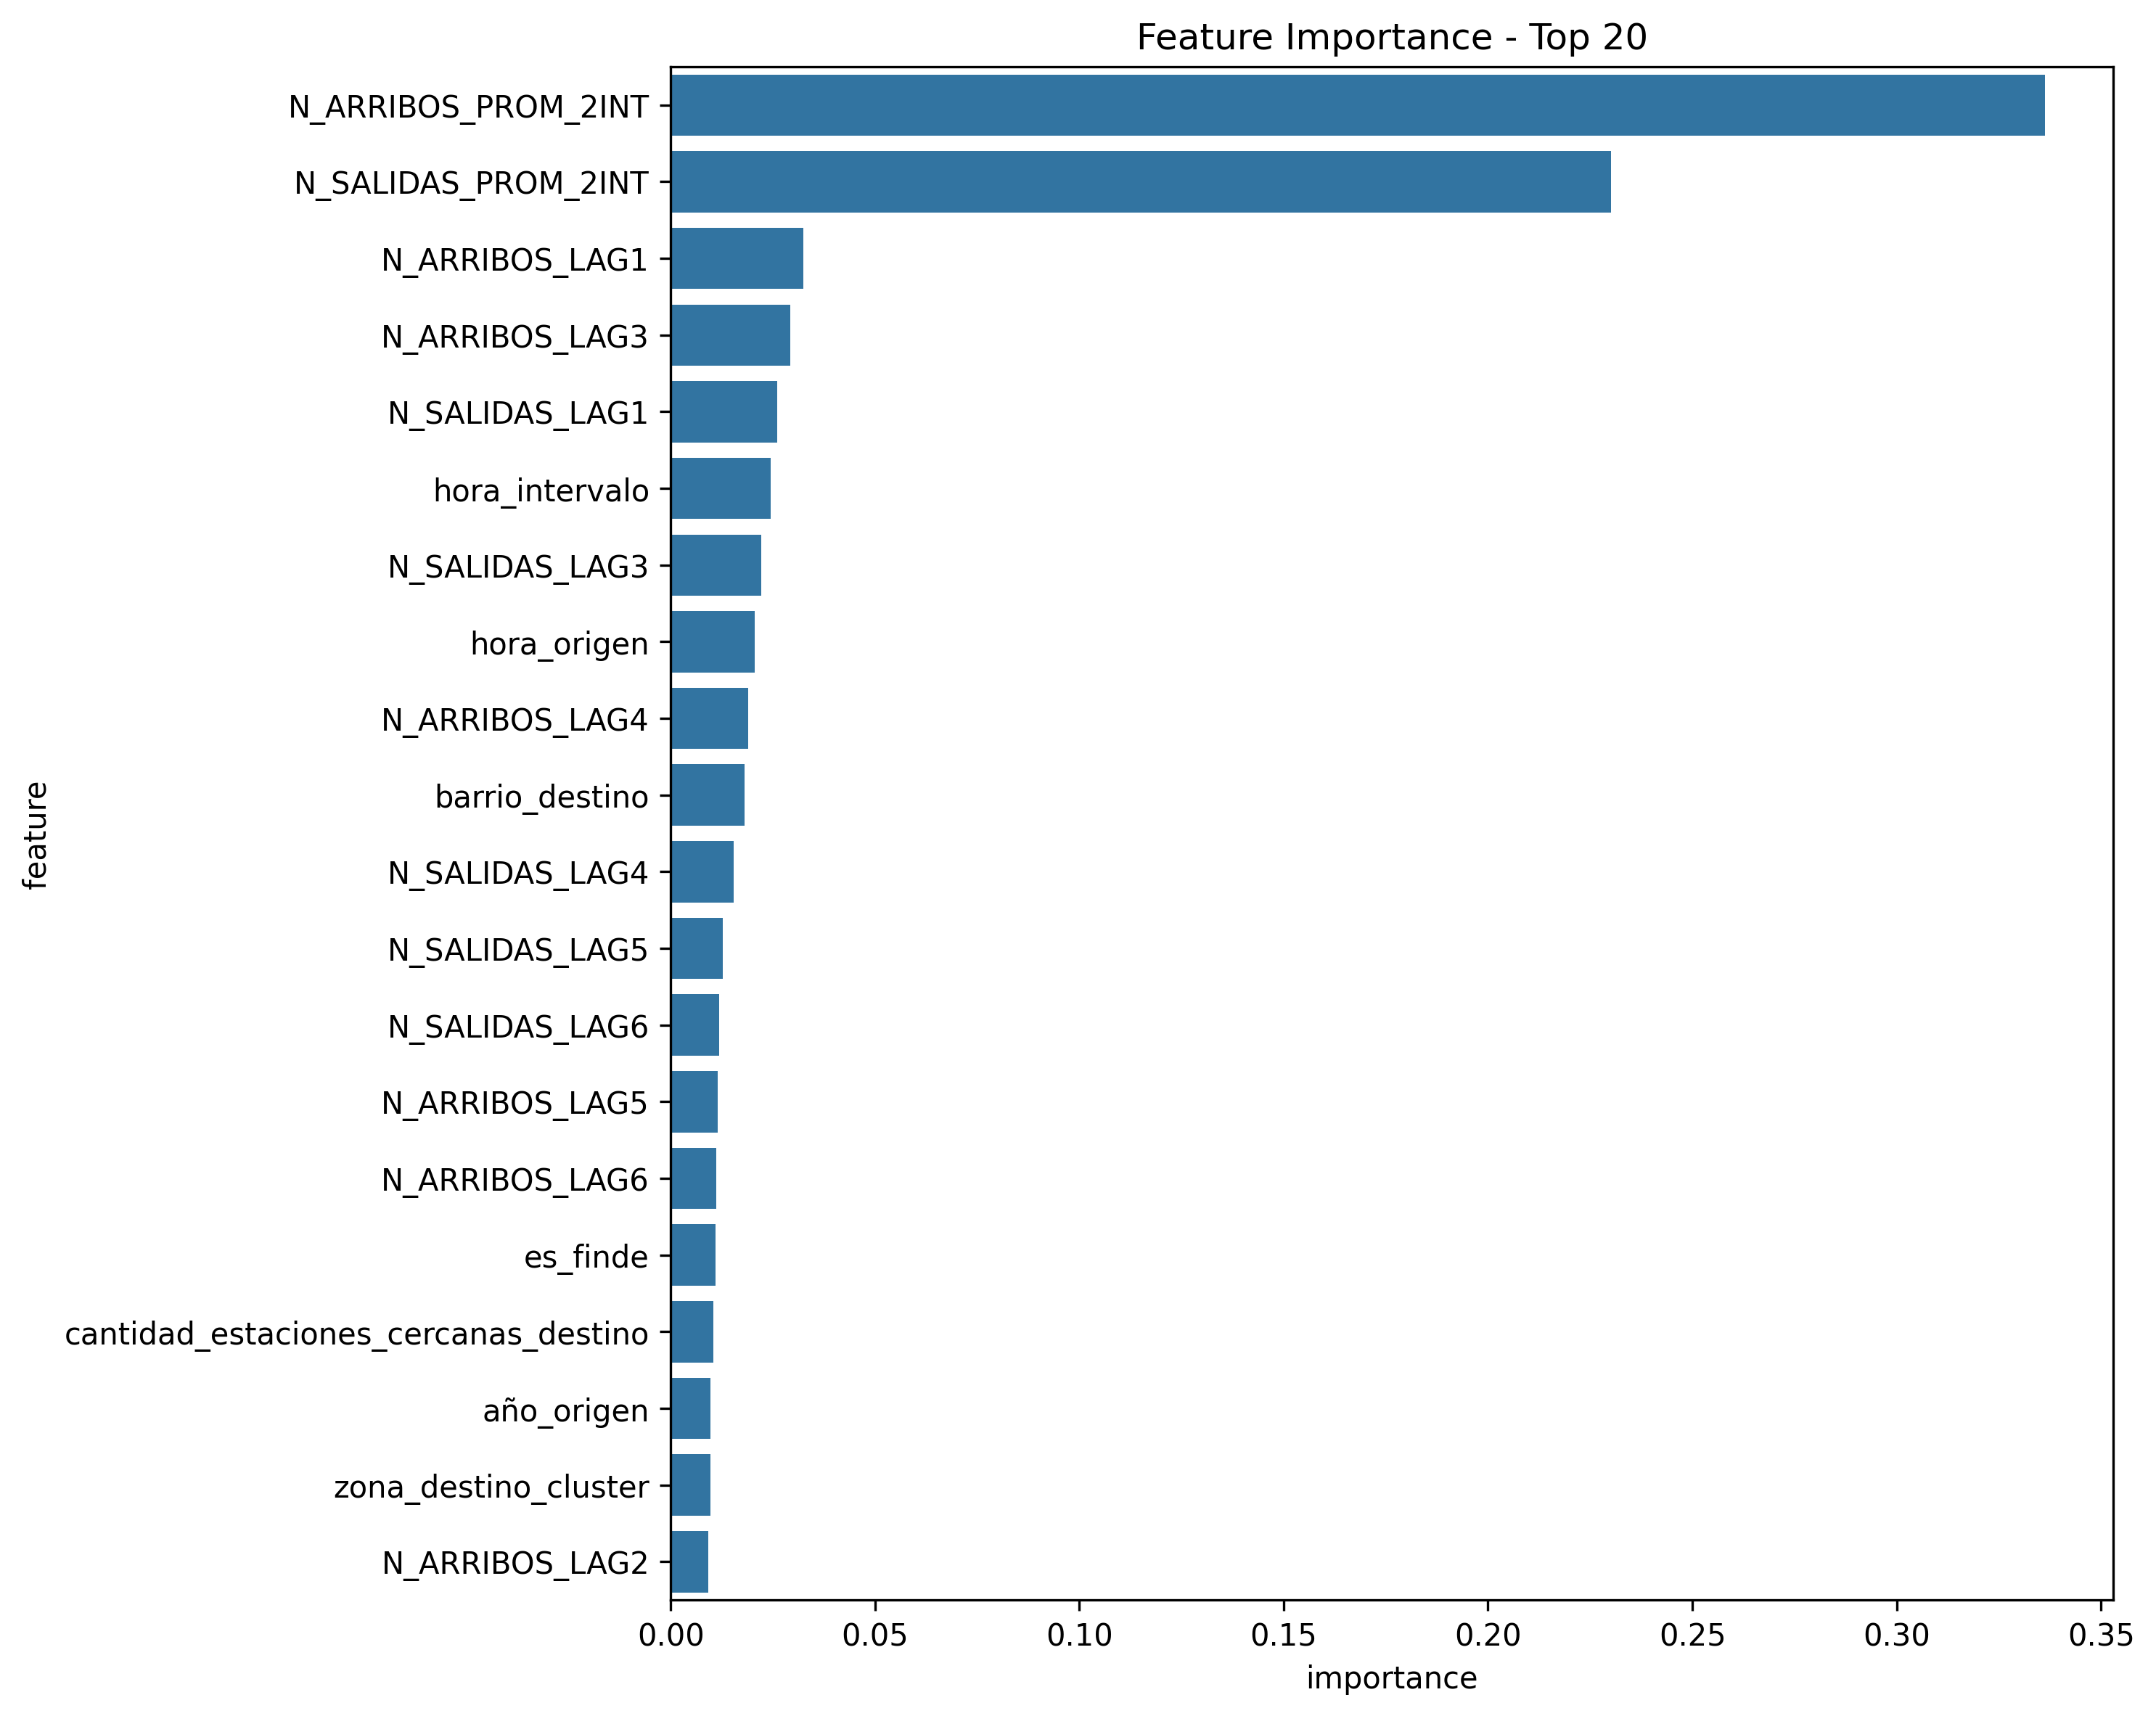 Feature Importance - Top 20
N_ARRIBOS_PROM_2INT
N_SALIDAS_PROM_2INT
N_ARRIBOS_LAG1
N_ARRIBOS_LAG3
N_SALIDAS_LAG1
hora_intervalo
N_SALIDAS_LAG3
hora_origen
N_ARRIBOS_LAG4
barrio_destino
N_SALIDAS_LAG4
N_SALIDAS_LAG5
N_SALIDAS_LAG6
N_ARRIBOS_LAG5
N_ARRIBOS_LAG6
es_finde
cantidad_estaciones_cercanas_destino
año_origen
zona_destino_cluster
N_ARRIBOS_LAG2
feature
0.00 0.05 0.10 0.15 0.20 0.25 0.30 0.35
importance